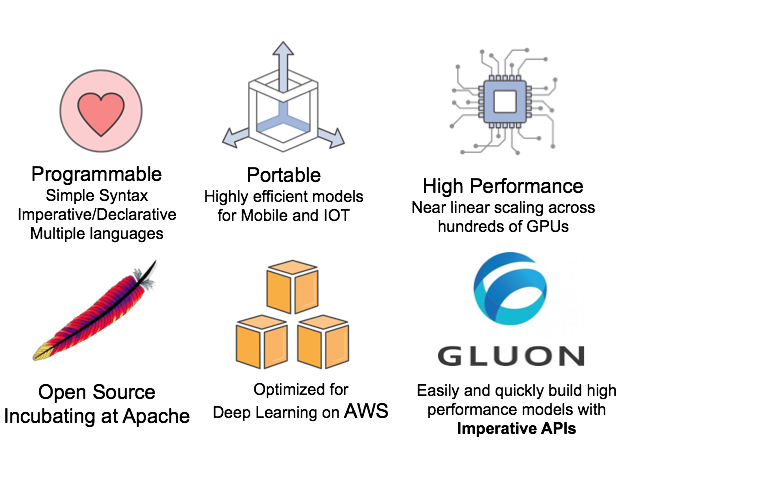 Programmable
Simple Syntax
Imperative/Declarative
Multiple languages
Portable
Highly efficient models
for Mobile and IOT
High Performance
Near linear scaling across
hundreds of GPUs
Open Source
Incubating at Apache
Optimized for
Deep Learning on AWS
GLUON
Easily and quickly build high
performance models with
Imperative APIs